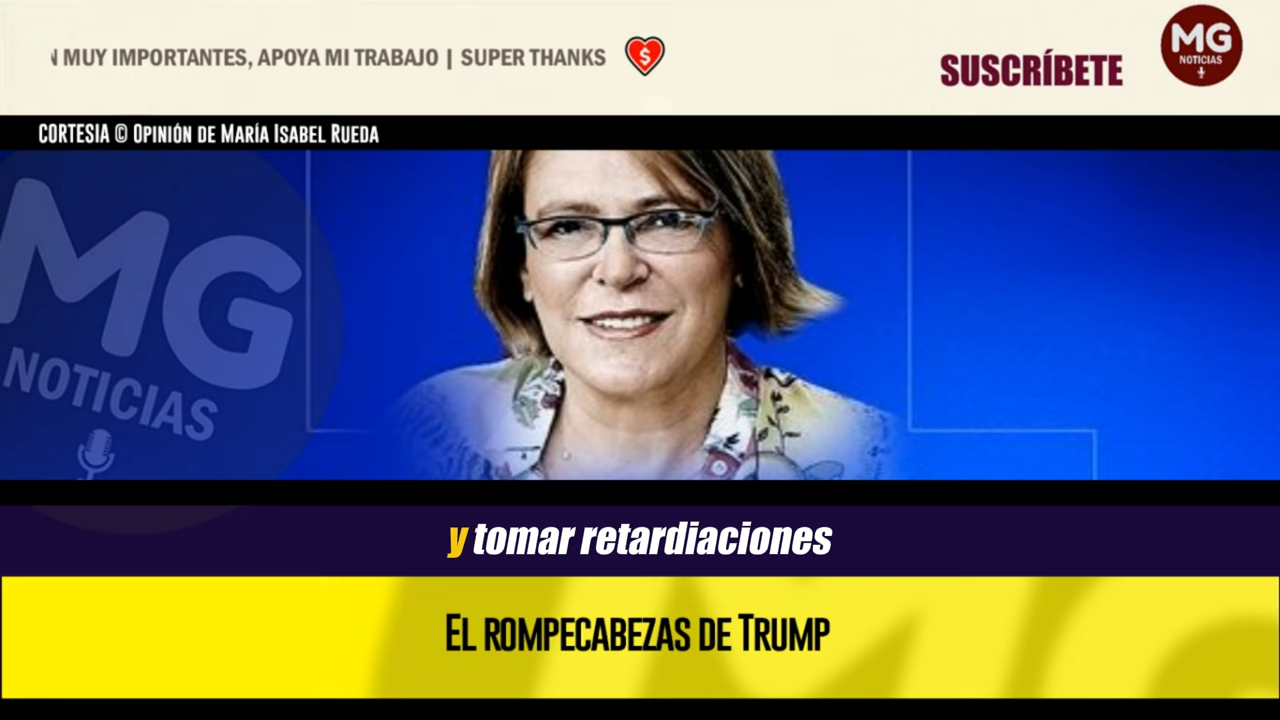 N MUY IMPORTANTES, APOYA MI TRABAJO | SUPER THANKS
$
SUSCRÍBETE
MG
NOTICIAS
CORTESIA © OPINIÓN DE MARÍA ISABEL RUEDA
MG
NOTICIAS
y tomar retardiaciones
EL ROMPECABEZAS DE TRUMP